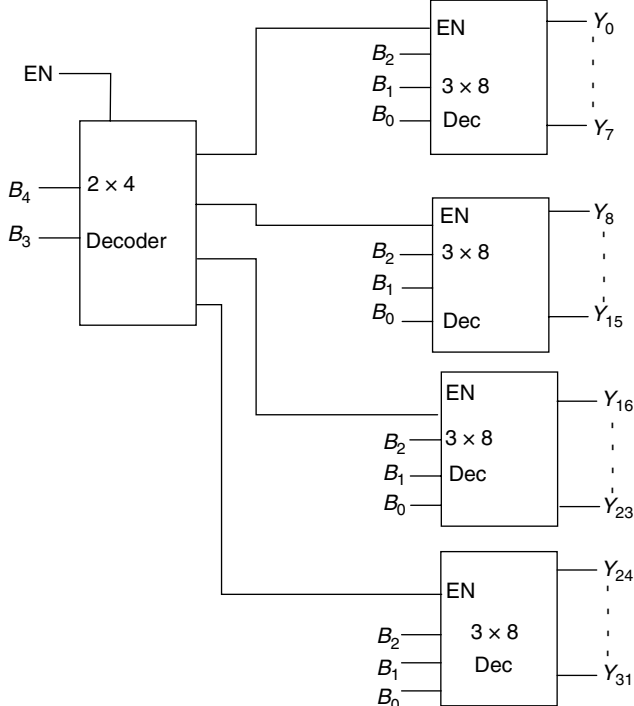 EN
B4
B3
2 × 4
Decoder
EN
B2
B1
B0
3 × 8
Dec
Y0
Y7
EN
B2
B1
B0
3 × 8
Dec
Y8
Y15
EN
B2
B1
B0
3 × 8
Dec
Y16
Y23
EN
B2
B1
B0
3 × 8
Dec
Y24
Y31